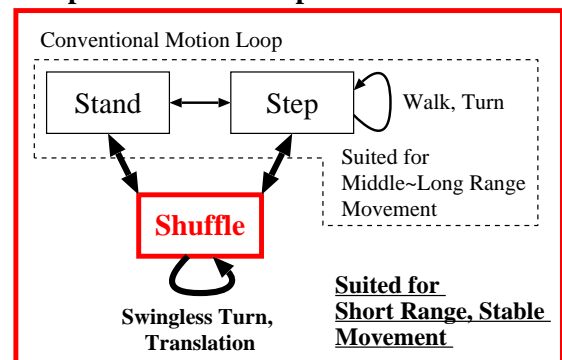 Conventional Motion Loop
Stand
Step
Walk, Turn
Suited for
Middle~Long Range
Movement
Shuffle
Swingless Turn,
Translation
Suited for
Short Range, Stable
Movement